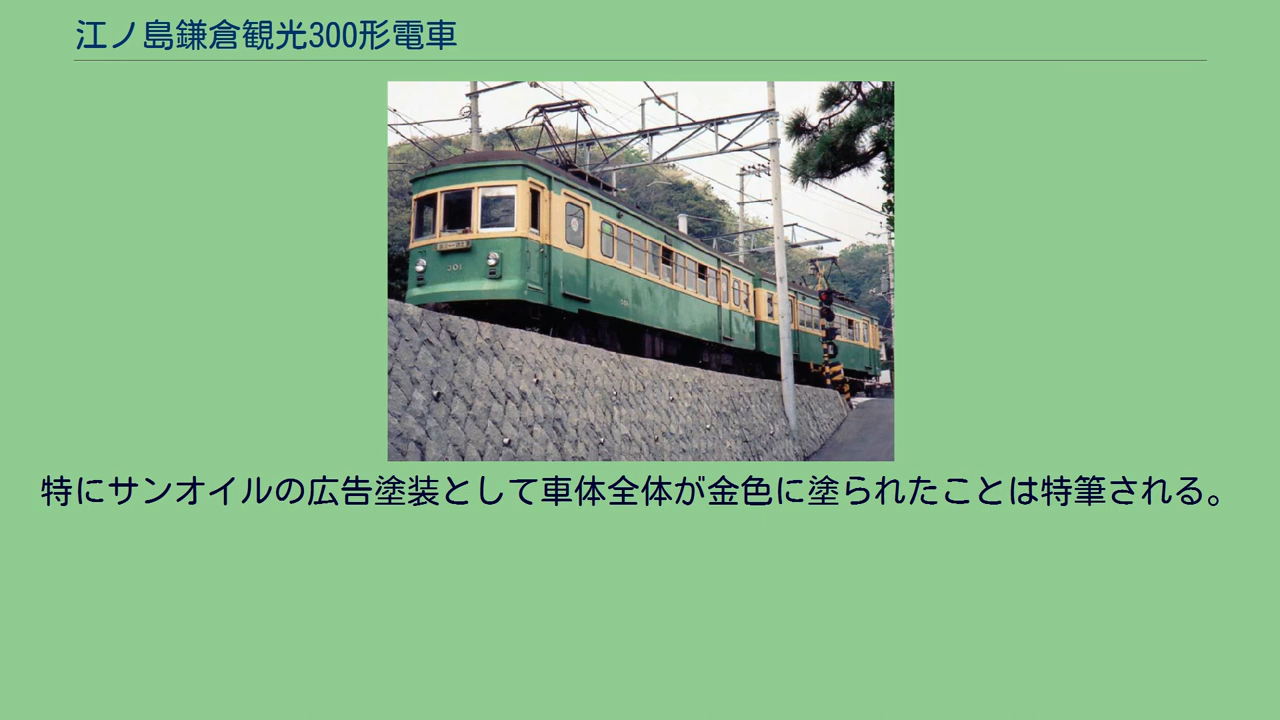 江ノ島鎌倉観光300形電車
301
特にサンオイルの広告塗装として車体全体が金色に塗られたことは特筆される。